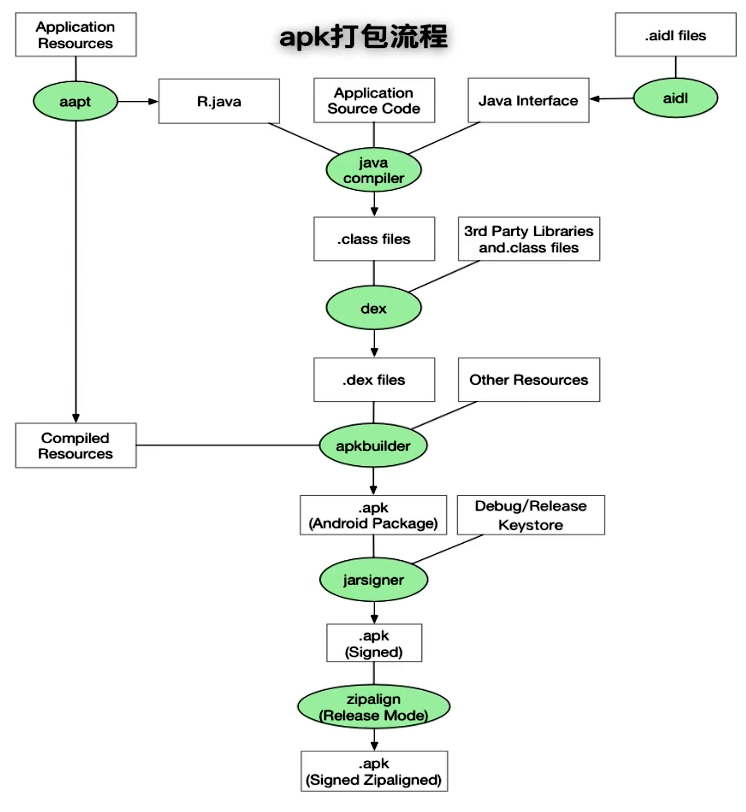 apk打包流程
Application
Resources
.aidl files
aapt
R.java
Application
Source Code
Java Interface
aidl
java
compiler
.class files
3rd Party Libraries
and.class files
dex
.dex files
Other Resources
Compiled
Resources
apkbuilder
.apk
(Android Package)
Debug/Release
Keystore
jarsigner
.apk
(Signed)
zipalign
(Release Mode)
.apk
(Signed Zipaligned)